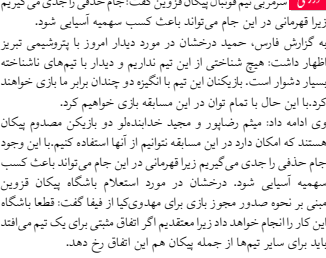 ورزشی سرمربی تیم فوتبال پیکان قزوین گفت: جام حذفی را جدی می‌گیریم
زیرا قهرمانی در این جام می‌تواند باعث کسب سهمیه آسیایی شود.
به گزارش فارس، حمید درخشان در مورد دیدار امروز با پتروشیمی تبریز
اظهار داشت: هیچ شناختی از این تیم نداریم و دیدار با تیم‌های ناشناخته
بسیار دشوار است. بازیکنان این تیم با انگیزه دو چندان برابر ما بازی خواهند
کرد.با این حال با تمام توان در این مسابقه بازی خواهیم کرد.
وی ادامه داد: میثم رضاپور و مجید خدابنده‌لو دو بازیکن مصدوم پیکان
هستند که امکان دارد در این مسابقه نتوانیم از آنها استفاده کنیم.با این وجود
جام حذفی را جدی می‌گیریم زیرا قهرمانی در این جام می‌تواند باعث کسب
سهمیه آسیایی شود. درخشان در مورد استعلام باشگاه پیکان قزوین
مبنی بر نحوه صدور مجوز بازی برای مهدوی‌کیا از فیفا گفت: قطعا باشگاه
این کار را انجام خواهد داد زیرا معتقدیم اگر اتفاق مثبتی برای یک تیم می‌افتد
باید برای سایر تیم‌ها از جمله پیکان هم این اتفاق رخ دهد.